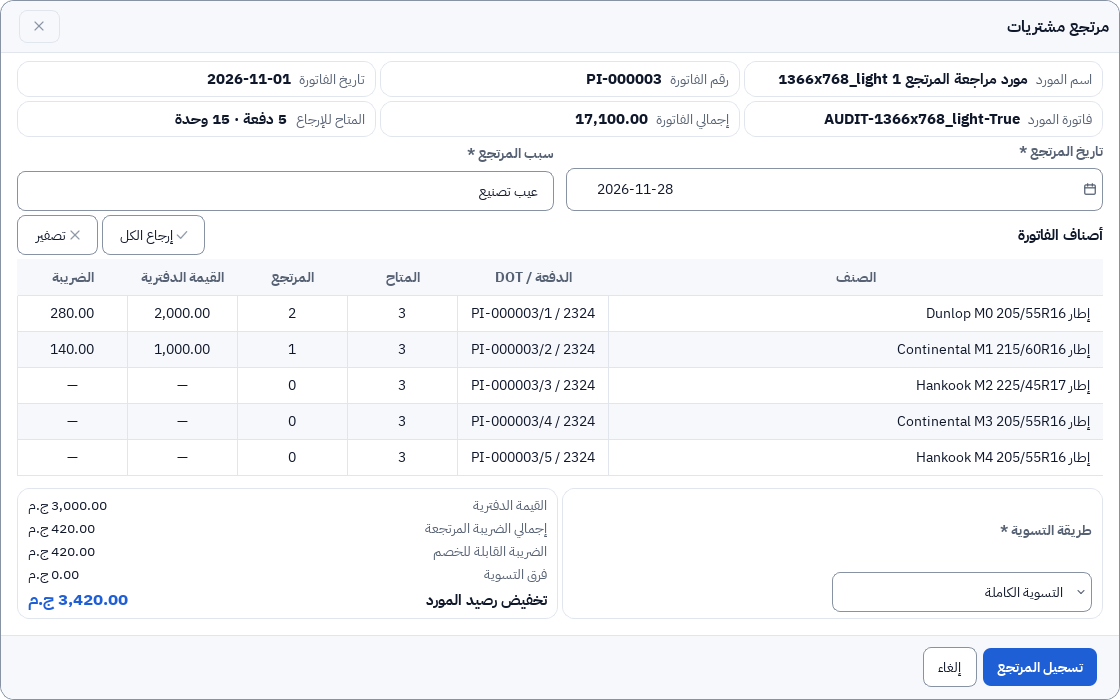 مرتجع مشتريات
اسم المورد مورد مراجعة المرتجع 1 1366x768_light
رقم الفاتورة PI-000003
تاريخ الفاتورة 2026-11-01
فاتورة المورد AUDIT-1366x768_light-True
إجمالي الفاتورة 17,100.00
المتاح للإرجاع 5 دفعة · 15 وحدة
تاريخ المرتجع *
سبب المرتجع *
2026-11-28
عيب تصنيع
أصناف الفاتورة
إرجاع الكل
تصفير
الصنف الدفعة / DOT المتاح المرتجع القيمة الدفترية الضريبة
إطار Dunlop M0 205/55R16 PI-000003/1 / 2324 3 2 2,000.00 280.00
إطار Continental M1 215/60R16 PI-000003/2 / 2324 3 1 1,000.00 140.00
إطار Hankook M2 225/45R17 PI-000003/3 / 2324 3 0 — —
إطار Continental M3 205/55R16 PI-000003/4 / 2324 3 0 — —
إطار Hankook M4 205/55R16 PI-000003/5 / 2324 3 0 — —
طريقة التسوية *
التسوية الكاملة
القيمة الدفترية 3,000.00 ج.م
إجمالي الضريبة المرتجعة 420.00 ج.م
الضريبة القابلة للخصم 420.00 ج.م
فرق التسوية 0.00 ج.م
تخفيض رصيد المورد 3,420.00 ج.م
تسجيل المرتجع
إلغاء